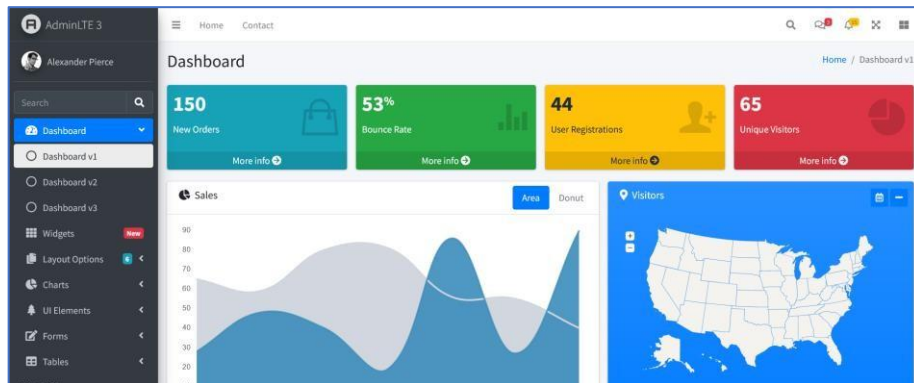 AdminLTE 3
Home Contact
3
15
Alexander Pierce
Dashboard
Home / Dashboard v1
Search
150
New Orders
More info
53%
Bounce Rate
More info
44
User Registrations
More info
65
Unique Visitors
More info
Dashboard
Dashboard v1
Dashboard v2
Dashboard v3
Widgets New
Layout Options 6
Charts
UI Elements
Forms
Tables
Sales
Area Donut
90
80
70
60
50
40
30
20
Visitors
+
−